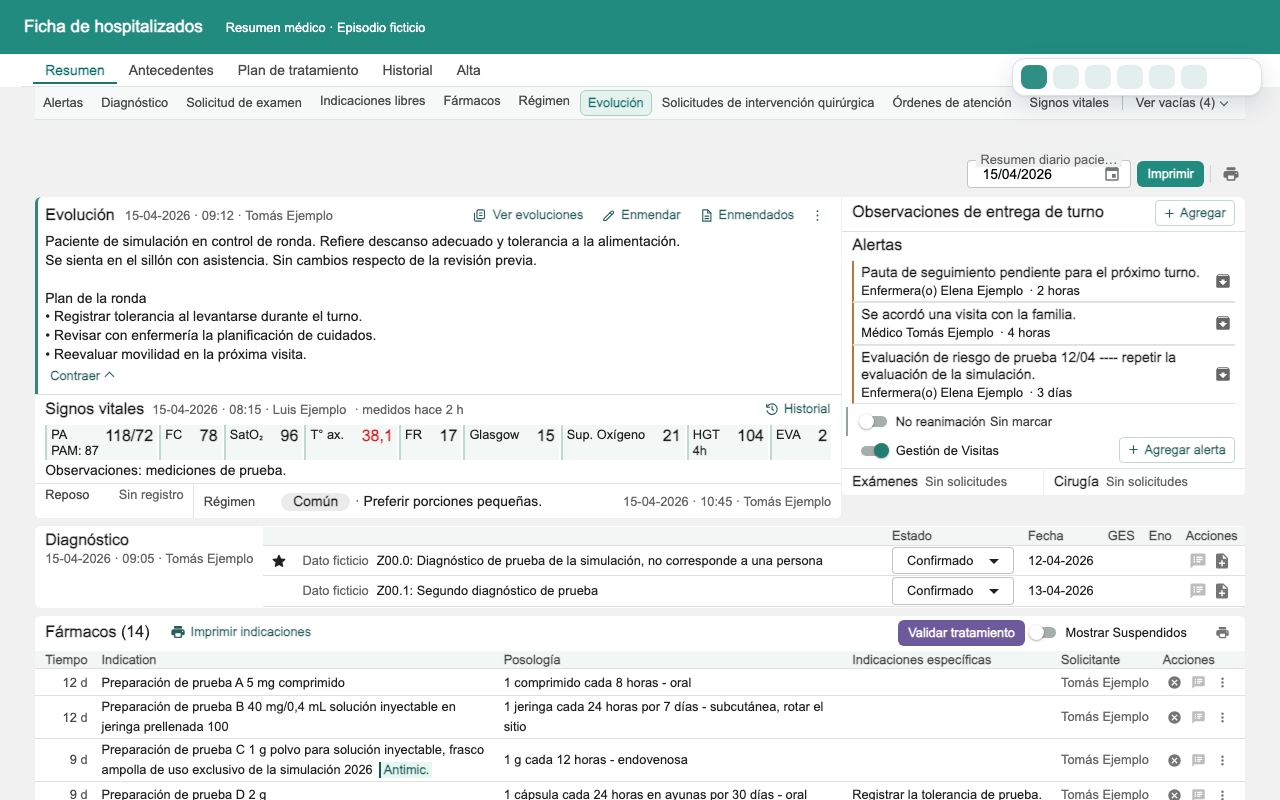 Ficha de hospitalizados
Resumen médico · Episodio ficticio
Resumen
Antecedentes
Plan de tratamiento
Historial
Alta
Alertas
Diagnóstico
Solicitud de examen
Indicaciones libres
Fármacos
Régimen
Evolución
Solicitudes de intervención quirúrgica
Órdenes de atención
Signos vitales
Ver vacías (4)
Resumen diario pacie…
15/04/2026
Imprimir
Evolución 15-04-2026 · 09:12 · Tomás Ejemplo
Ver evoluciones
Enmendar
Enmendados
Paciente de simulación en control de ronda. Refiere descanso adecuado y tolerancia a la alimentación.
Se sienta en el sillón con asistencia. Sin cambios respecto de la revisión previa.
Plan de la ronda
• Registrar tolerancia al levantarse durante el turno.
• Revisar con enfermería la planificación de cuidados.
• Reevaluar movilidad en la próxima visita.
Contraer
Signos vitales 15-04-2026 · 08:15 · Luis Ejemplo · medidos hace 2 h
Historial
PA 118/72
PAM: 87
FC 78
SatO₂ 96
T° ax. 38,1
FR 17
Glasgow 15
Sup. Oxígeno 21
HGT 104
4h
EVA 2
Observaciones: mediciones de prueba.
Reposo Sin registro
Régimen Común · Preferir porciones pequeñas. 15-04-2026 · 10:45 · Tomás Ejemplo
Observaciones de entrega de turno
+ Agregar
Alertas
Pauta de seguimiento pendiente para el próximo turno.
Enfermera(o) Elena Ejemplo · 2 horas
Se acordó una visita con la familia.
Médico Tomás Ejemplo · 4 horas
Evaluación de riesgo de prueba 12/04 ---- repetir la
evaluación de la simulación.
Enfermera(o) Elena Ejemplo · 3 días
No reanimación Sin marcar
Gestión de Visitas
+ Agregar alerta
Exámenes Sin solicitudes
Cirugía Sin solicitudes
Diagnóstico
15-04-2026 · 09:05 · Tomás Ejemplo
Estado Fecha GES Eno Acciones
Dato ficticio Z00.0: Diagnóstico de prueba de la simulación, no corresponde a una persona Confirmado 12-04-2026
Dato ficticio Z00.1: Segundo diagnóstico de prueba Confirmado 13-04-2026
Fármacos (14)
Imprimir indicaciones
Validar tratamiento
Mostrar Suspendidos
Tiempo Indication Posología Indicaciones específicas Solicitante Acciones
12 d Preparación de prueba A 5 mg comprimido 1 comprimido cada 8 horas - oral Tomás Ejemplo
12 d Preparación de prueba B 40 mg/0,4 mL solución inyectable en
jeringa prellenada 100
1 jeringa cada 24 horas por 7 días - subcutánea, rotar el
sitio
Tomás Ejemplo
9 d Preparación de prueba C 1 g polvo para solución inyectable, frasco
ampolla de uso exclusivo de la simulación 2026 Antimic.
1 g cada 12 horas - endovenosa
Tomás Ejemplo
9 d Preparación de prueba D 2 g 1 cápsula cada 24 horas en ayunas por 30 días - oral Registrar la tolerancia de prueba. Tomás Ejemplo